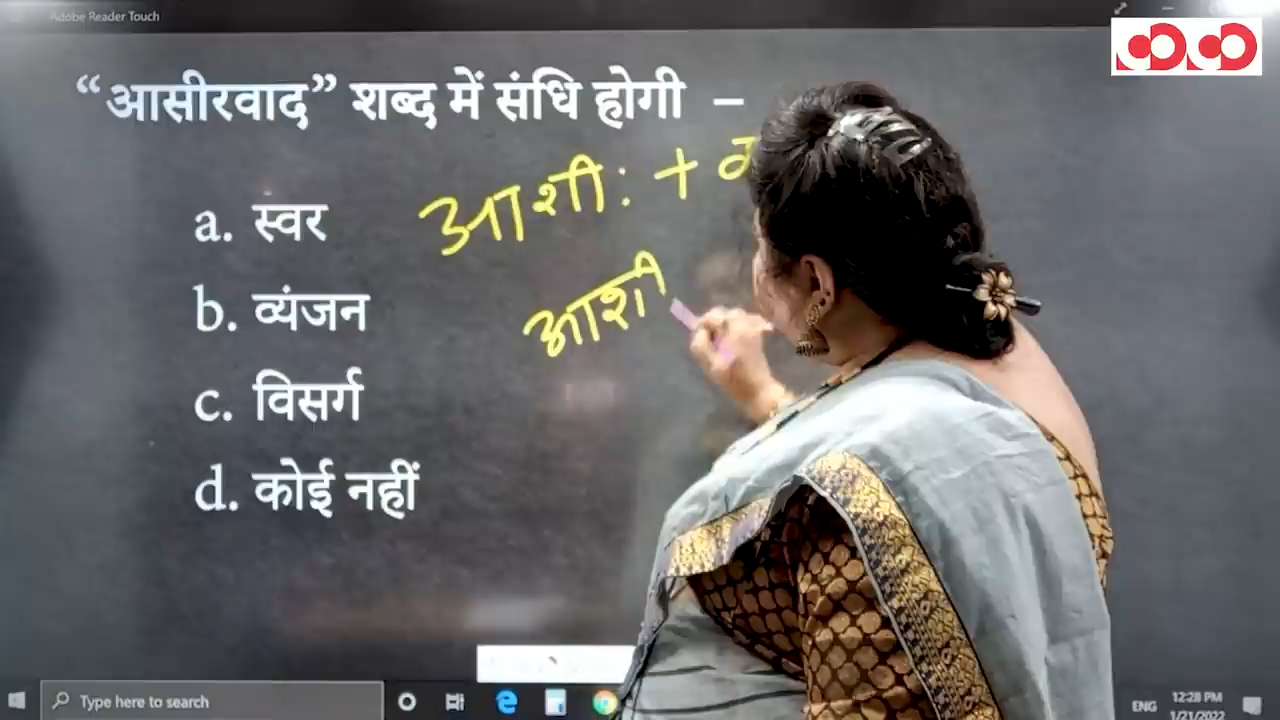 Adobe Reader Touch
“आसीरवाद” शब्द में संधि होगी –
आशी: + व
a. स्वर
आशी
b. व्यंजन
c. विसर्ग
d. कोई नहीं
Type here to search
ENG
12:28 PM
1/21/2022